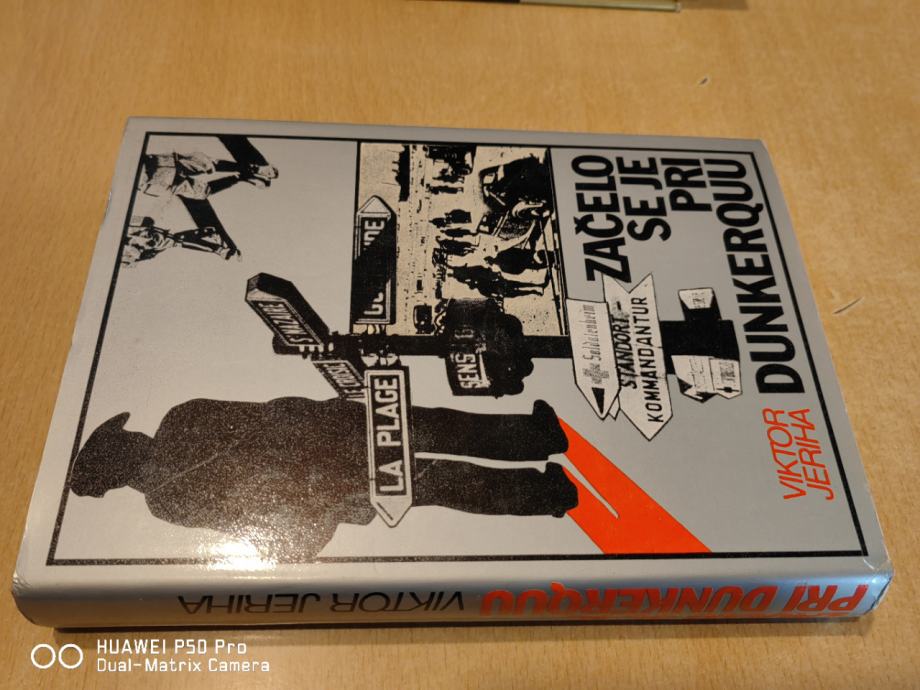 VIKTOR
JERIHA
ZAČELO
SE JE
PRI
DUNKERQUU
LA PLAGE
SENS
Soldatenheim
STANDORT-
KOMMANDANTUR
PRI DUNKERQUU VIKTOR JERIHA
HUAWEI P50 Pro
Dual-Matrix Camera